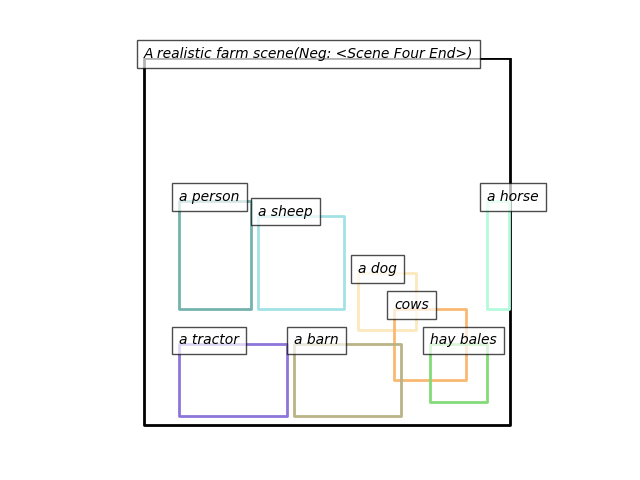 A realistic farm scene(Neg: <Scene Four End>)
a person
a horse
a sheep
a dog
cows
a tractor
a barn
hay bales